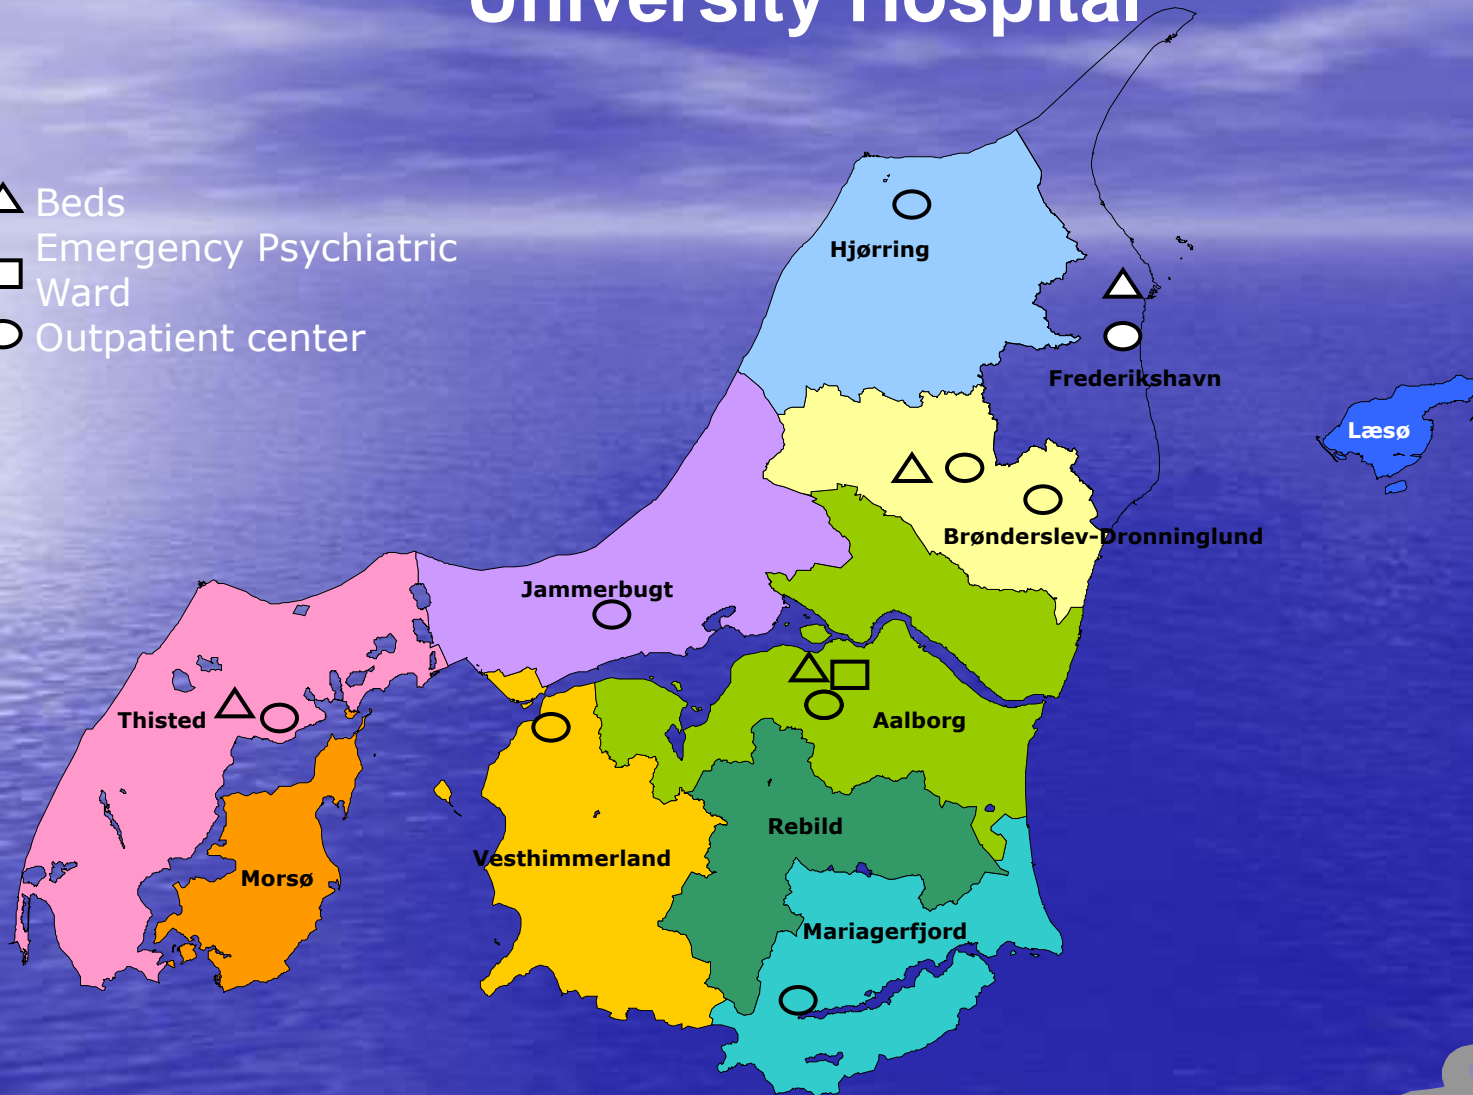 University Hospital
Beds
Emergency Psychiatric
Ward
Outpatient center
Hjørring
Frederikshavn
Læsø
Brønderslev-Dronninglund
Jammerbugt
Thisted
Aalborg
Rebild
Vesthimmerland
Morsø
Mariagerfjord